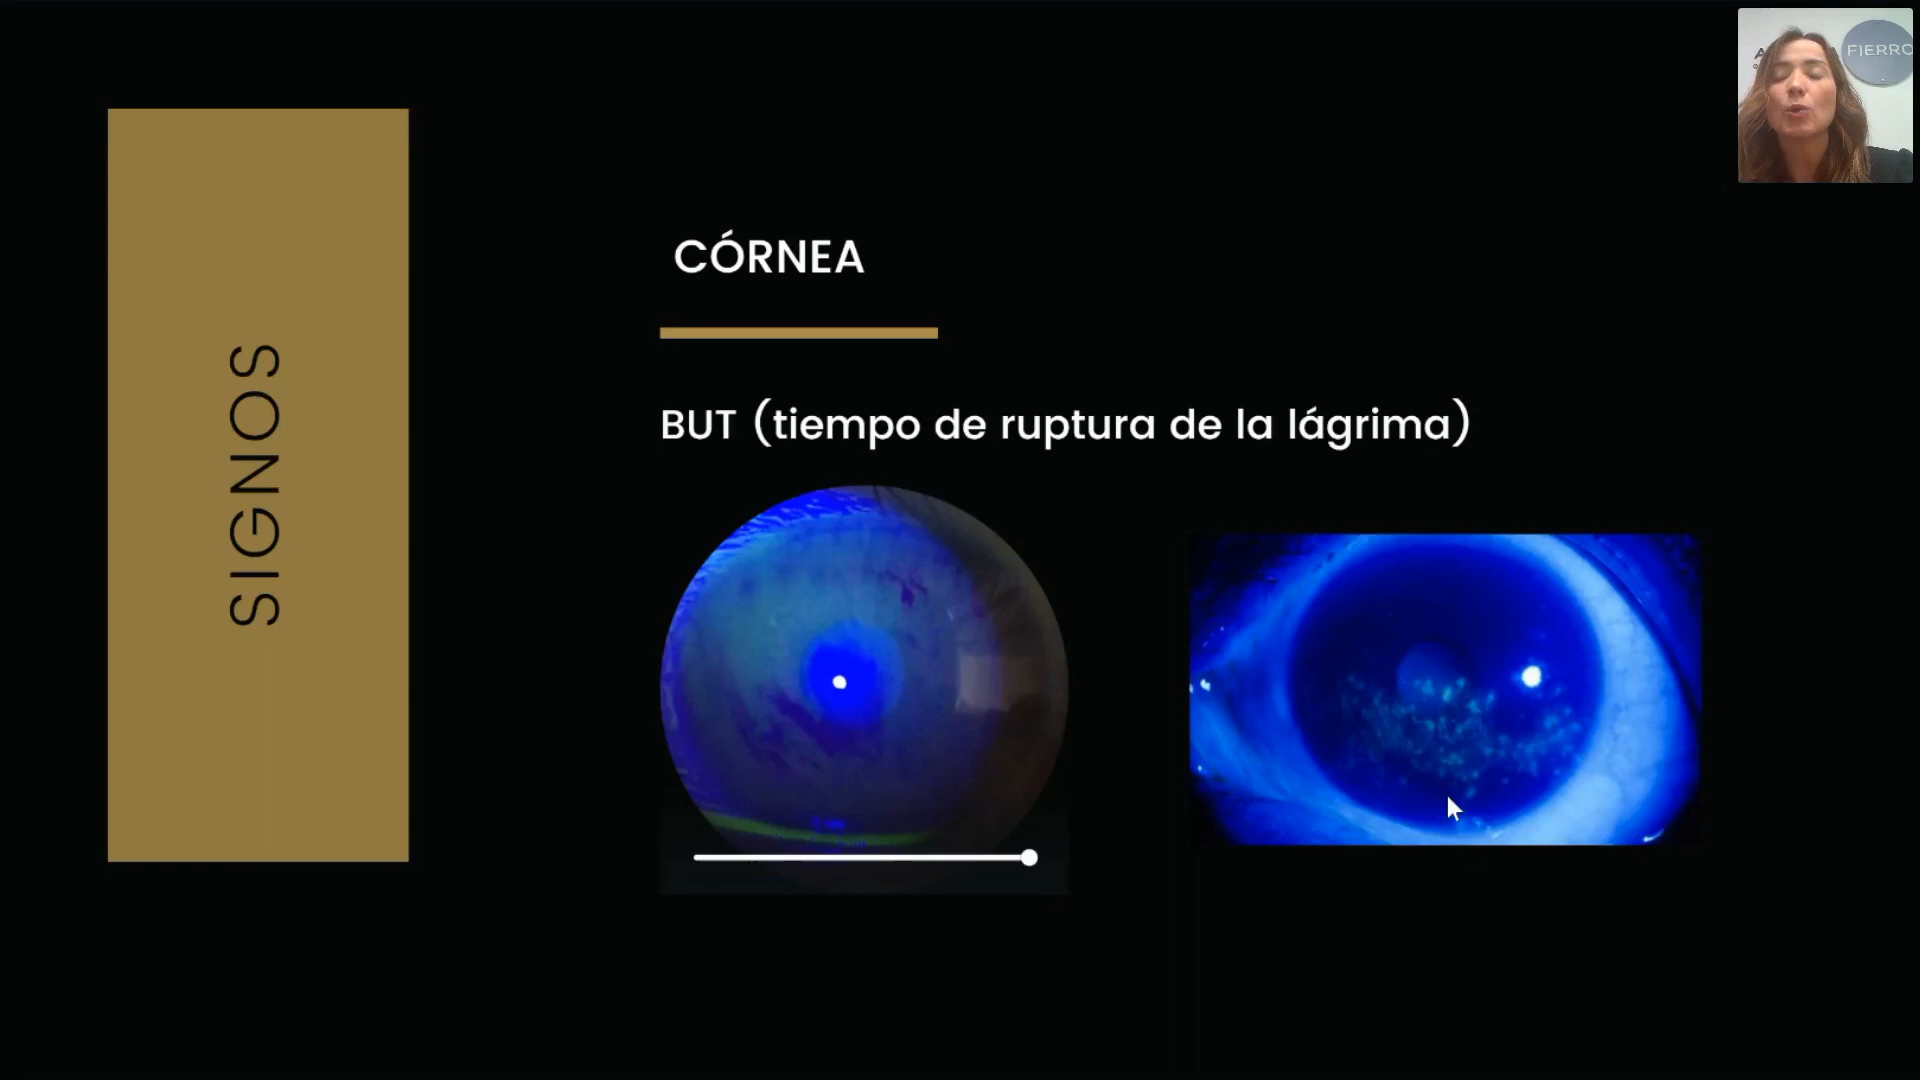 FIERRO
CÓRNEA
BUT (tiempo de ruptura de la lágrima)
SIGNOS